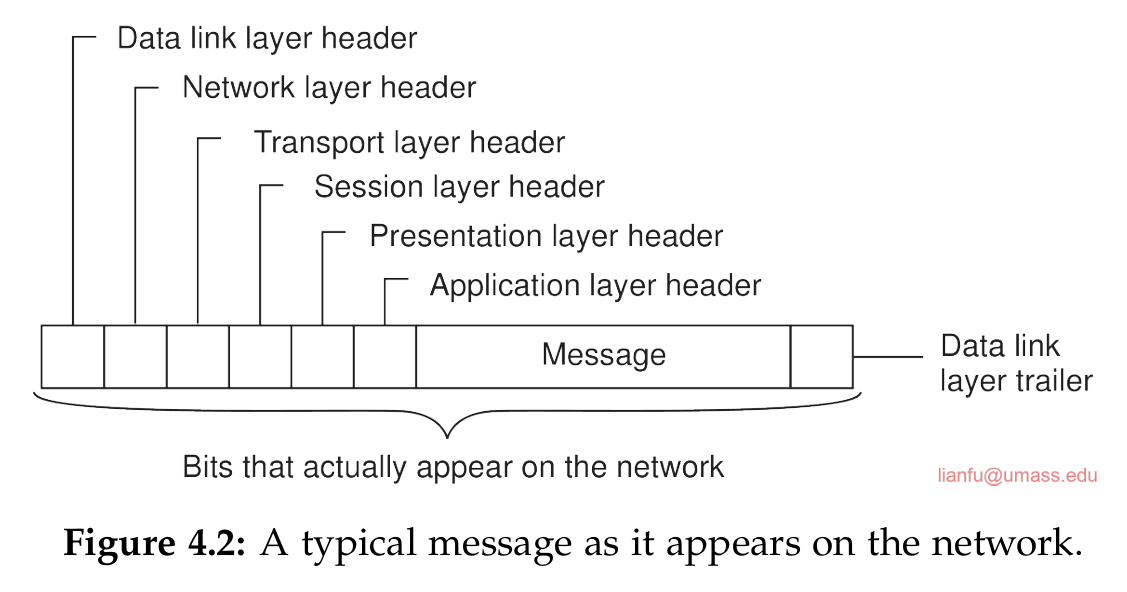 Data link layer header
Network layer header
Transport layer header
Session layer header
Presentation layer header
Application layer header
Message
Data link
layer trailer
Bits that actually appear on the network
lianfu@umass.edu
Figure 4.2: A typical message as it appears on the network.